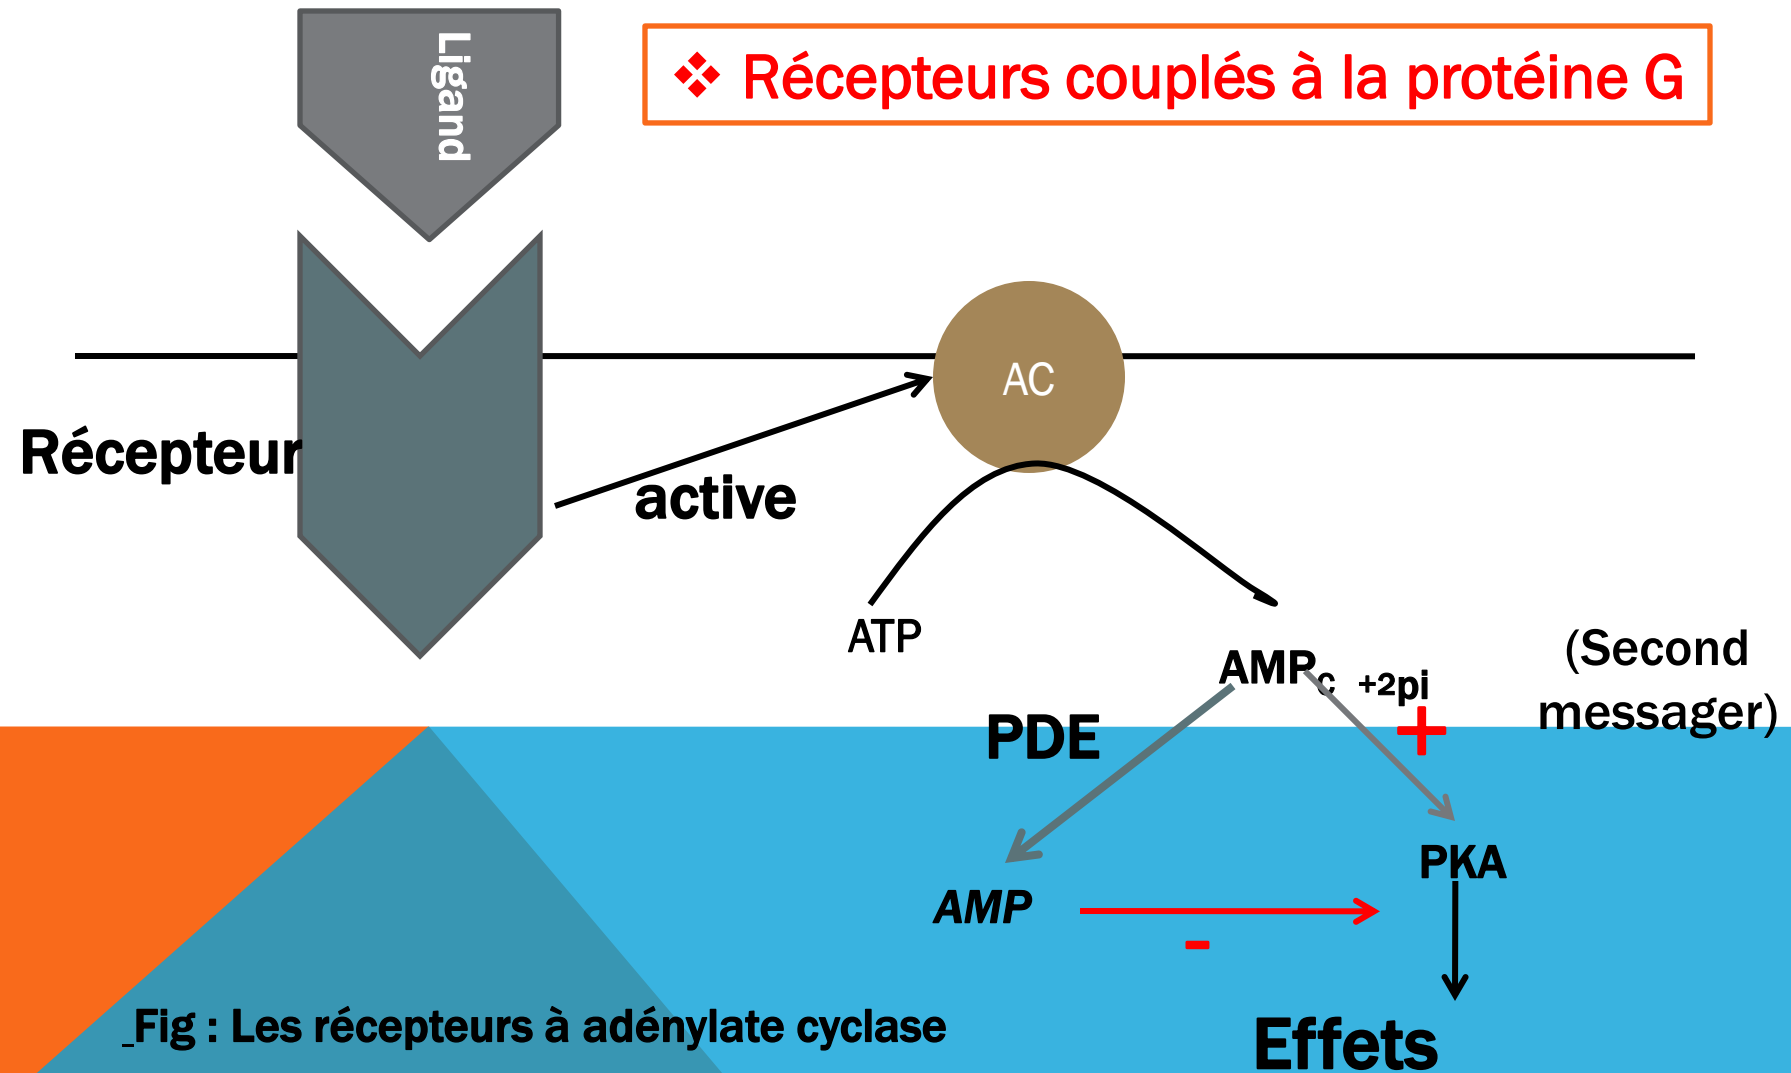 Ligand
❖ Récepteurs couplés à la protéine G
AC
Récepteur
active
ATP
AMPc +2pi
(Second
messager)
+
PDE
PKA
AMP
-
_Fig : Les récepteurs à adénylate cyclase
Effets